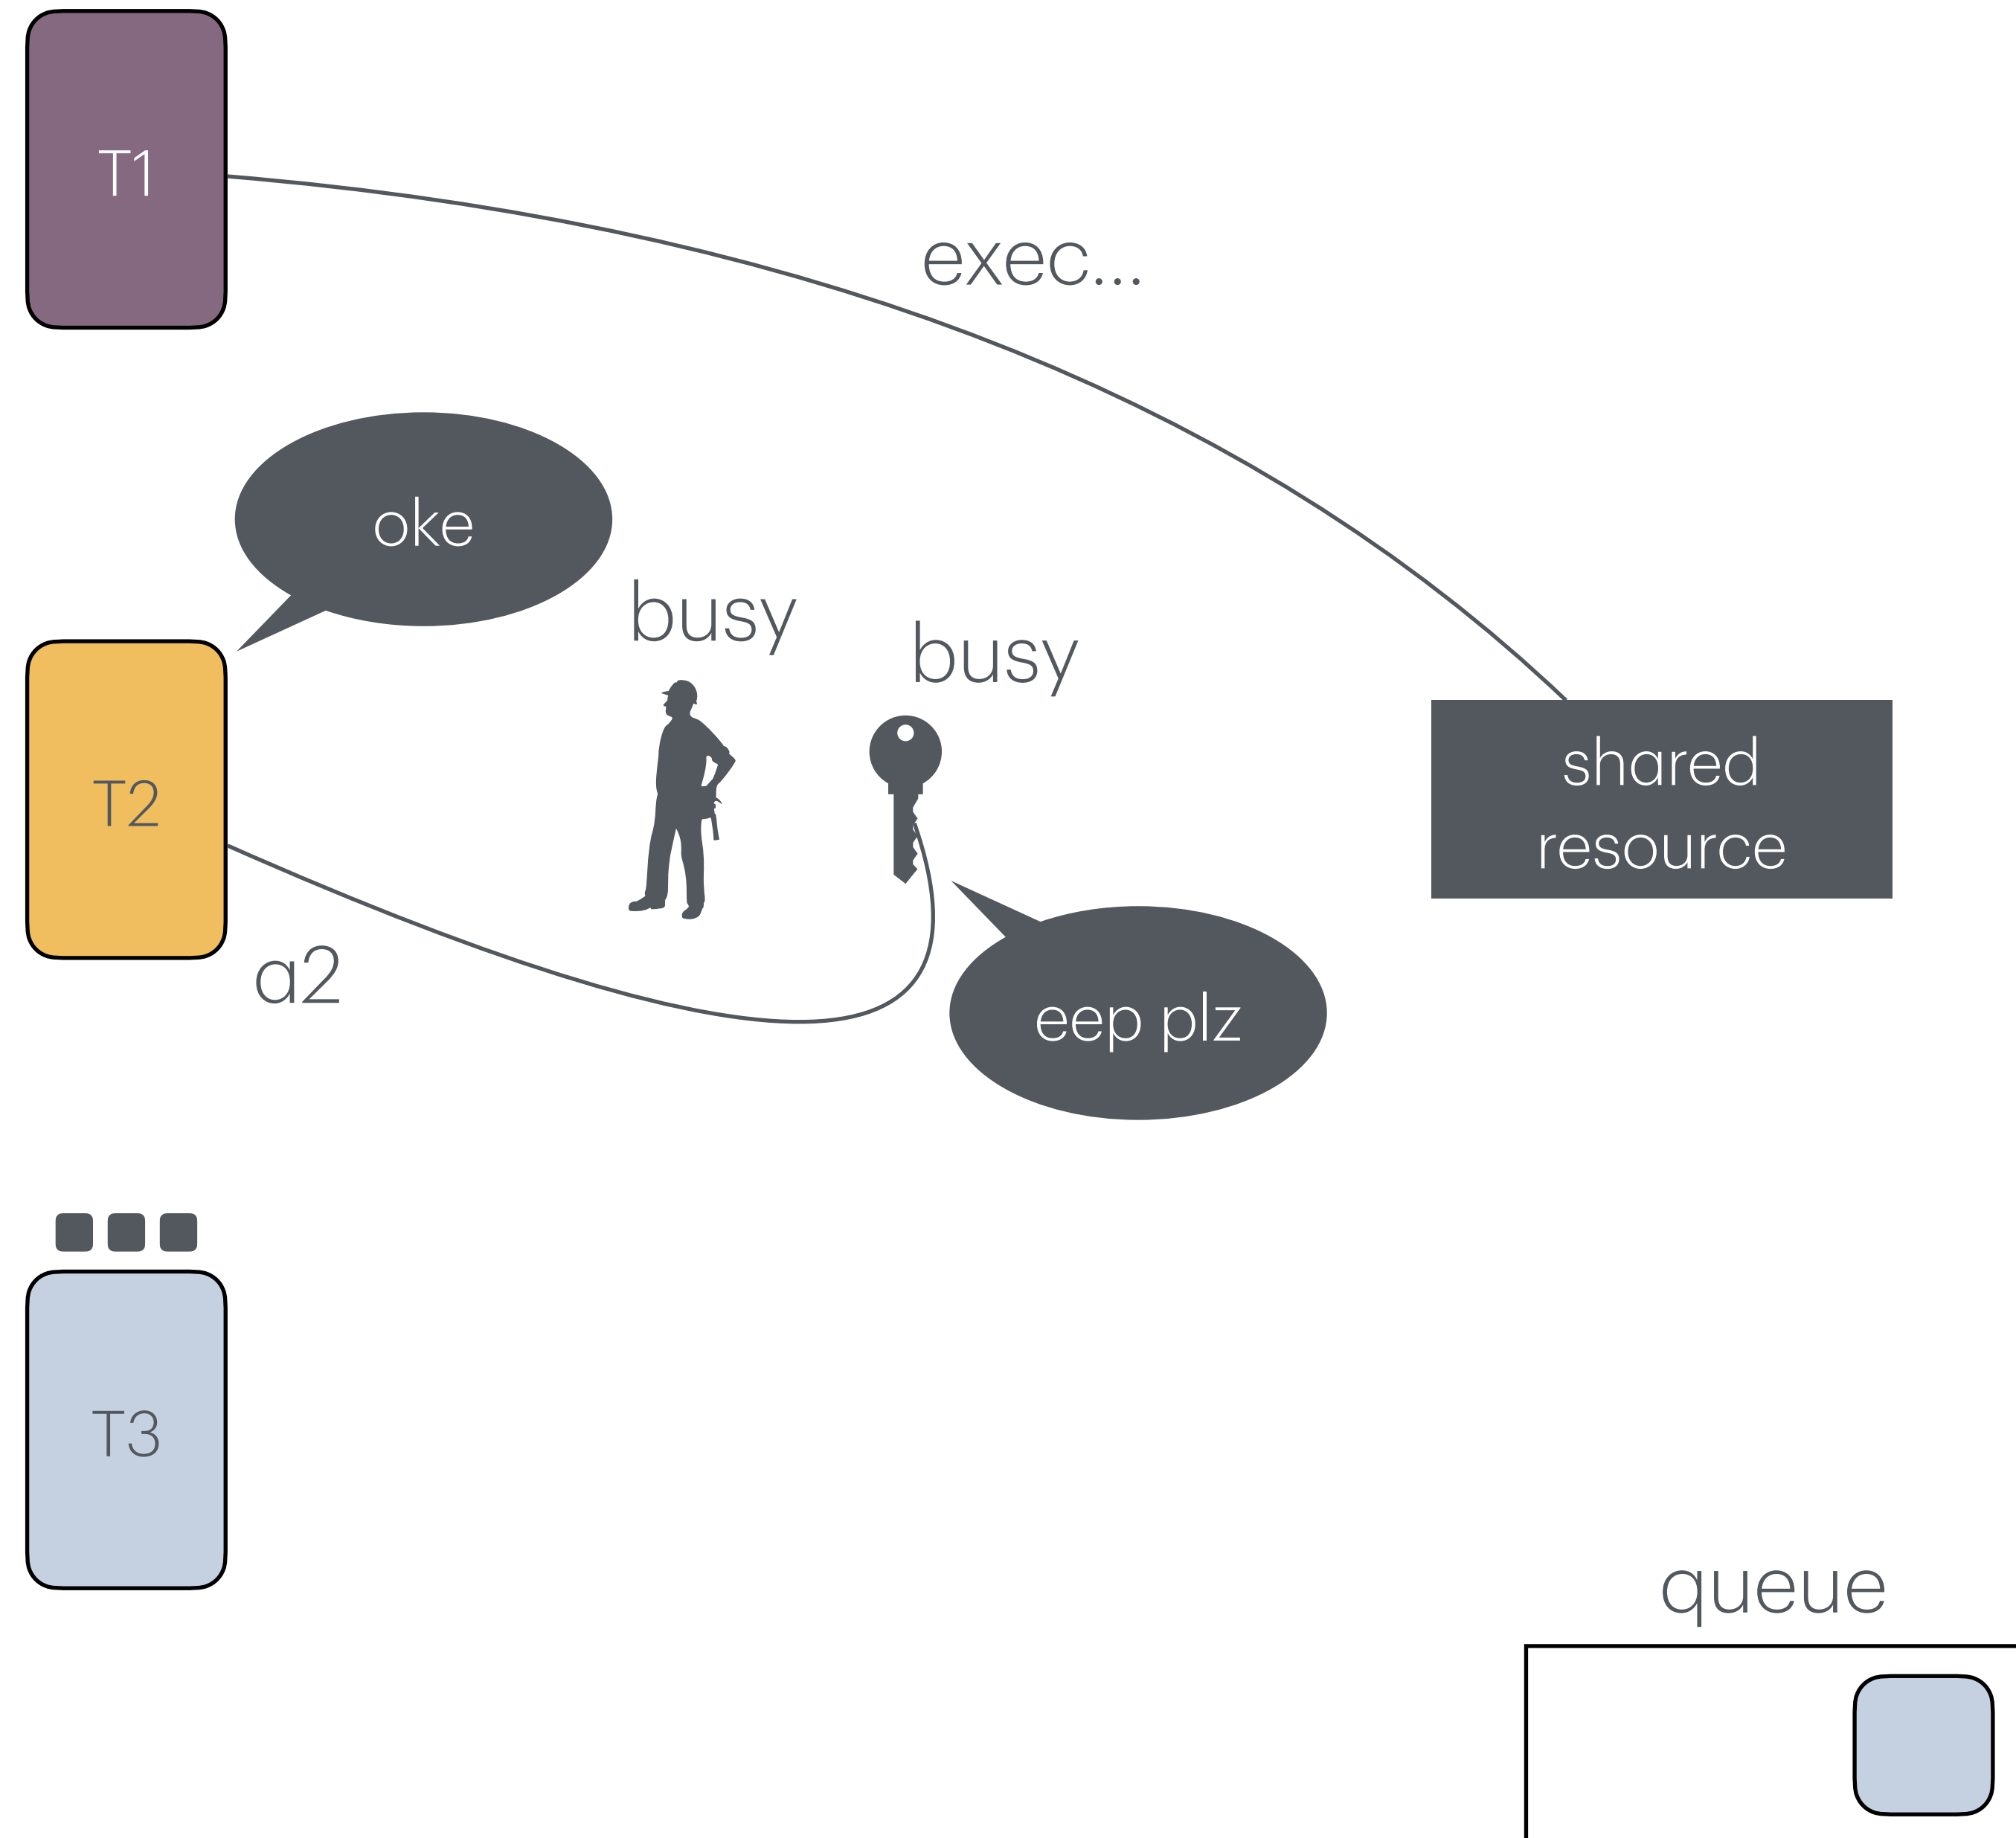 T1
exec...
oke
busy
busy
shared
resource
T2
a2
eep plz
T3
queue